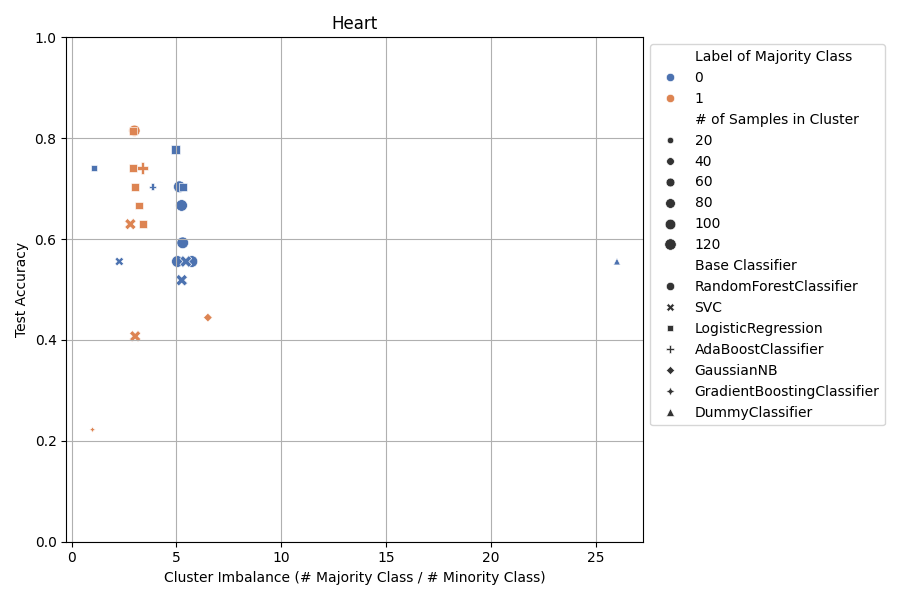 Heart
1.0
0.8
0.6
0.4
0.2
0.0
Test Accuracy
0
5
10
15
20
25
Cluster Imbalance (# Majority Class / # Minority Class)
Label of Majority Class
0
1
# of Samples in Cluster
20
40
60
80
100
120
Base Classifier
RandomForestClassifier
SVC
LogisticRegression
AdaBoostClassifier
GaussianNB
GradientBoostingClassifier
DummyClassifier